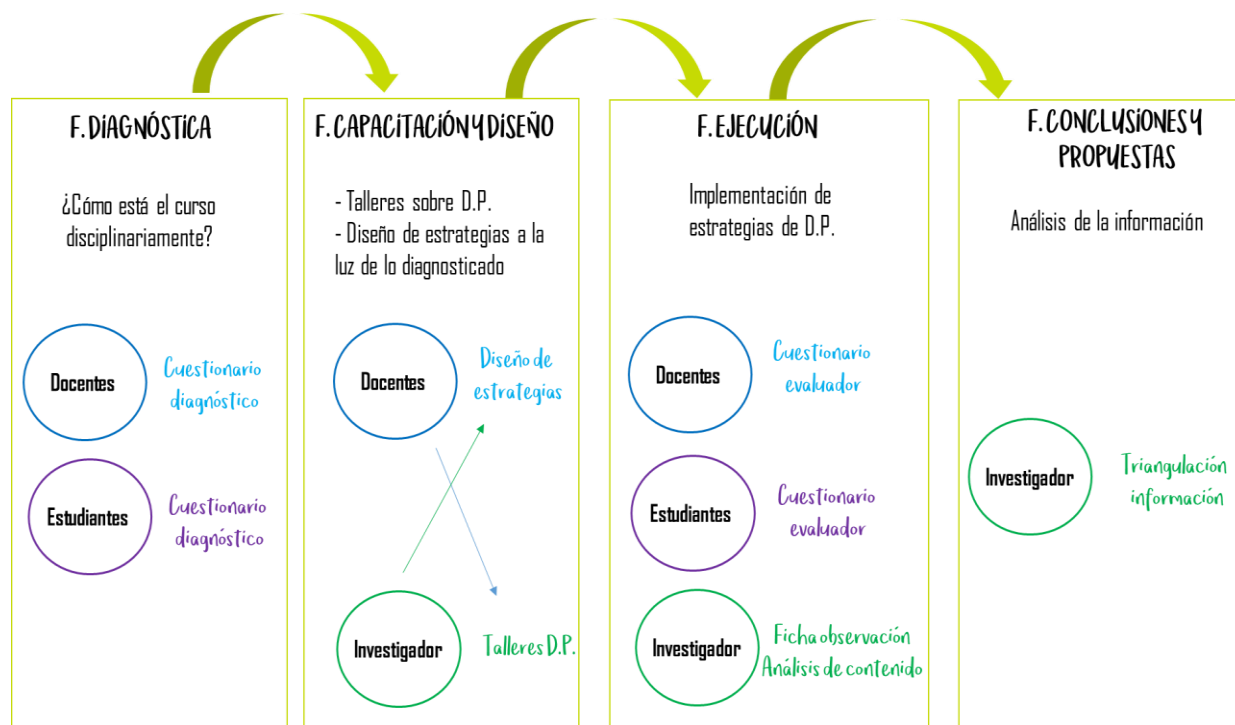 F. DIAGNÓSTICA
¿Cómo está el curso
disciplinariamente?
Docentes
Cuestionario
diagnóstico
Estudiantes
Cuestionario
diagnóstico
F. CAPACITACIÓN Y DISEÑO
- Talleres sobre D.P.
- Diseño de estrategias a la
luz de lo diagnosticado
Docentes
Diseño de
estrategias
Investigador
Talleres D.P.
F. EJECUCIÓN
Implementación de
estrategias de D.P.
Docentes
Cuestionario
evaluador
Estudiantes
Cuestionario
evaluador
Investigador
Ficha observación
Análisis de contenido
F. CONCLUSIONES Y
PROPUESTAS
Análisis de la información
Investigador
Triangulación
información